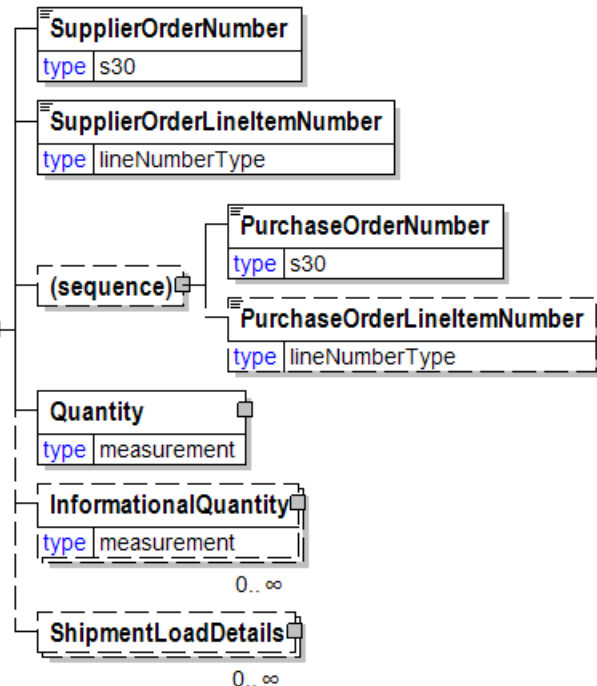 SupplierOrderNumber
type s30
SupplierOrderLineItemNumber
type lineNumberType
PurchaseOrderNumber
type s30
(sequence)
PurchaseOrderLineItemNumber
type lineNumberType
Quantity
type measurement
InformationalQuantity
type measurement
0.. ∞
ShipmentLoadDetails
0.. ∞